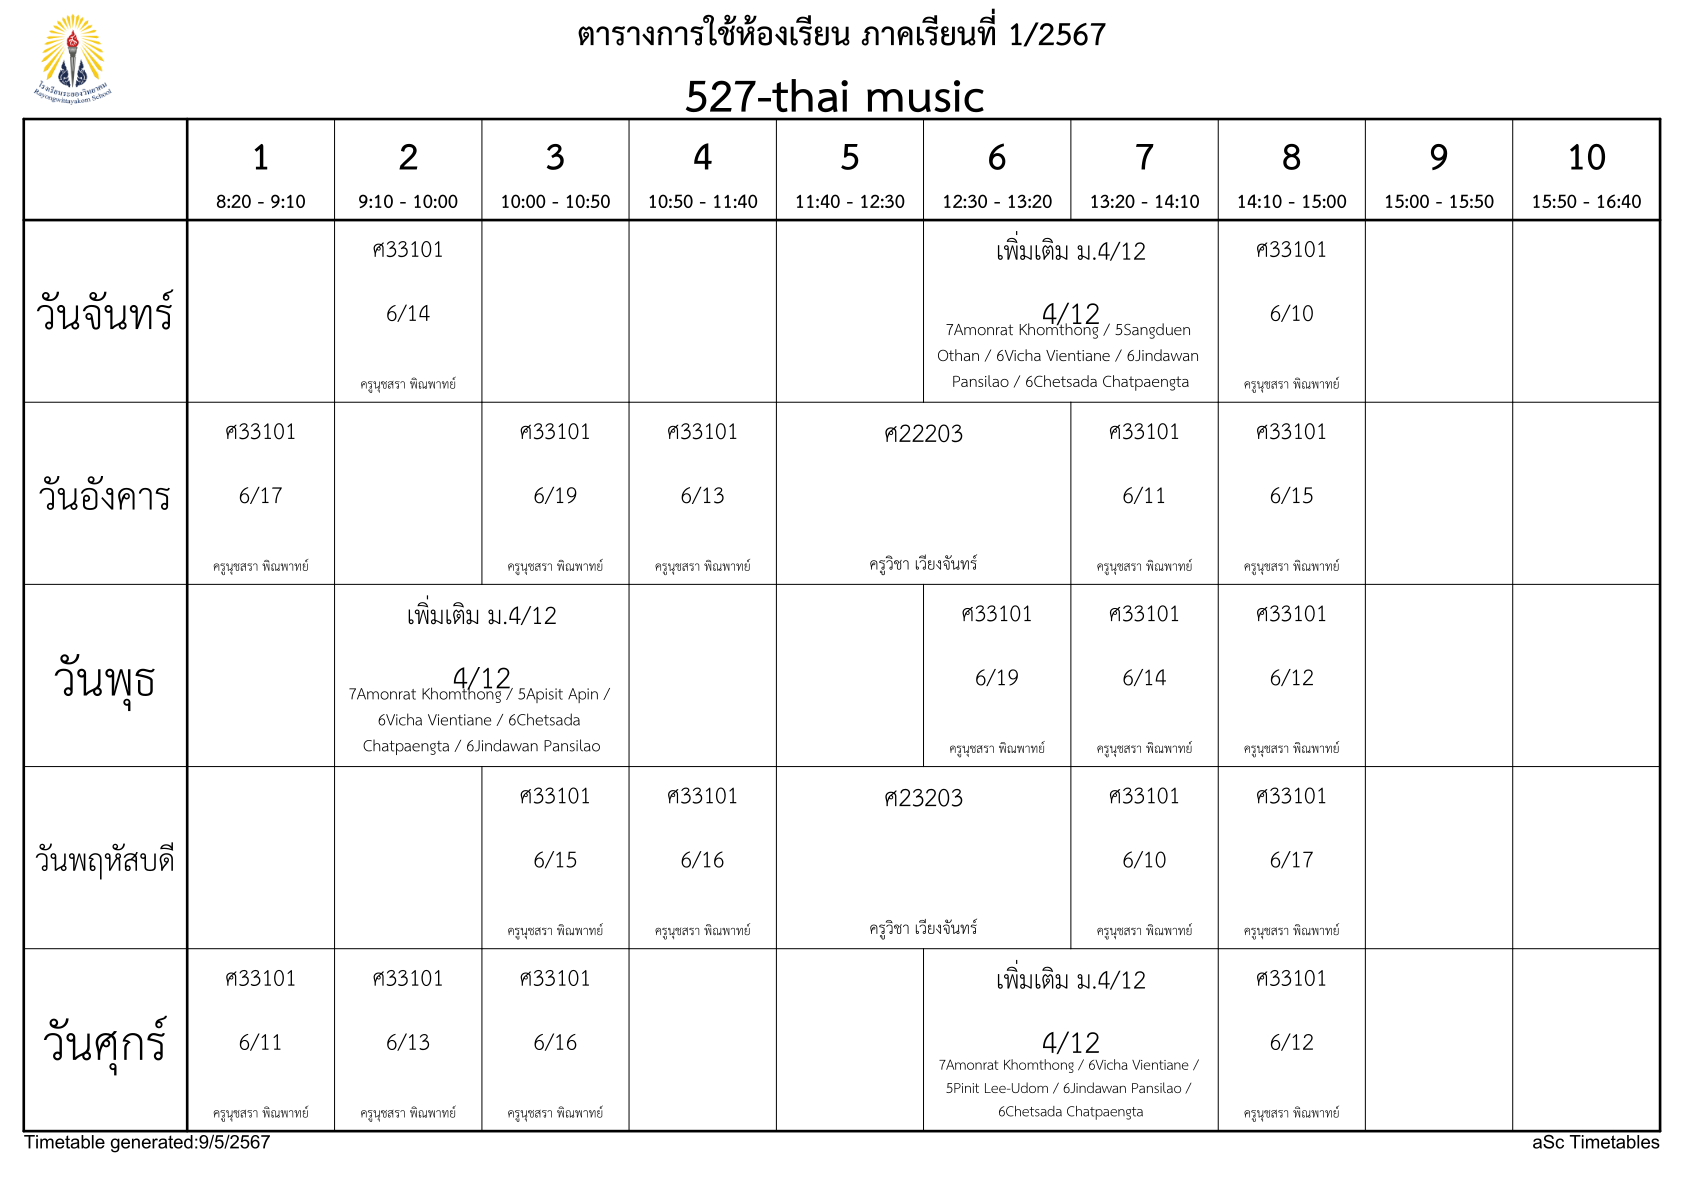 ตารางการใช้ห้องเรียน ภาคเรียนที่ 1/2567
โรงเรียนระยองวิทยาคม
Rayongwittayakom School
527-thai music
1 2 3 4 5 6 7 8 9 10
8:20 - 9:10 9:10 - 10:00 10:00 - 10:50 10:50 - 11:40 11:40 - 12:30 12:30 - 13:20 13:20 - 14:10 14:10 - 15:00 15:00 - 15:50 15:50 - 16:40
วันจันทร์
ศ33101
6/14
ครูนุชสรา พิณพาทย์
เพิ่มเติม ม.4/12
4/12
7Amonrat Khomthong / 5Sangduen
Othan / 6Vicha Vientiane / 6Jindawan
Pansilao / 6Chetsada Chatpaengta
ศ33101
6/10
ครูนุชสรา พิณพาทย์
วันอังคาร
ศ33101
6/17
ครูนุชสรา พิณพาทย์
ศ33101
6/19
ครูนุชสรา พิณพาทย์
ศ33101
6/13
ครูนุชสรา พิณพาทย์
ศ22203
ครูวิชา เวียงจันทร์
ศ33101
6/11
ครูนุชสรา พิณพาทย์
ศ33101
6/15
ครูนุชสรา พิณพาทย์
วันพุธ
เพิ่มเติม ม.4/12
4/12
7Amonrat Khomthong / 5Apisit Apin /
6Vicha Vientiane / 6Chetsada
Chatpaengta / 6Jindawan Pansilao
ศ33101
6/19
ครูนุชสรา พิณพาทย์
ศ33101
6/14
ครูนุชสรา พิณพาทย์
ศ33101
6/12
ครูนุชสรา พิณพาทย์
วันพฤหัสบดี
ศ33101
6/15
ครูนุชสรา พิณพาทย์
ศ33101
6/16
ครูนุชสรา พิณพาทย์
ศ23203
ครูวิชา เวียงจันทร์
ศ33101
6/10
ครูนุชสรา พิณพาทย์
ศ33101
6/17
ครูนุชสรา พิณพาทย์
วันศุกร์
ศ33101
6/11
ครูนุชสรา พิณพาทย์
ศ33101
6/13
ครูนุชสรา พิณพาทย์
ศ33101
6/16
ครูนุชสรา พิณพาทย์
เพิ่มเติม ม.4/12
4/12
7Amonrat Khomthong / 6Vicha Vientiane /
5Pinit Lee-Udom / 6Jindawan Pansilao /
6Chetsada Chatpaengta
ศ33101
6/12
ครูนุชสรา พิณพาทย์
Timetable generated:9/5/2567
aSc Timetables